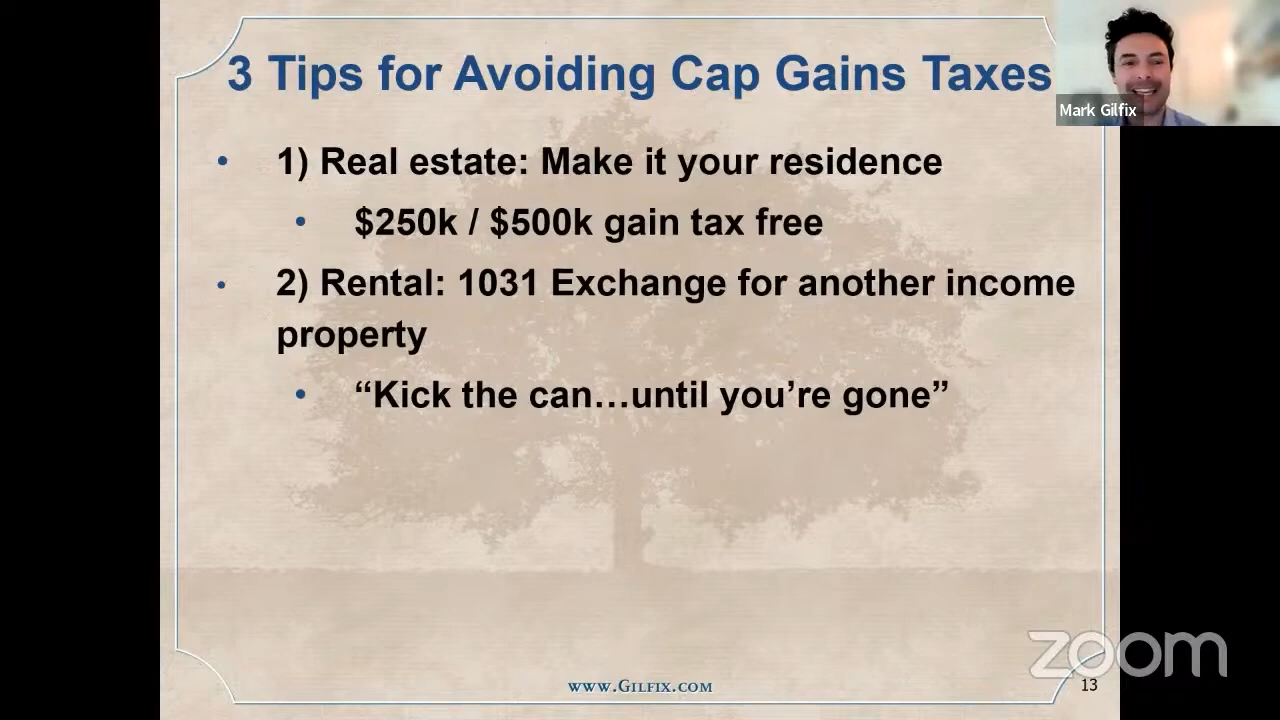 3 Tips for Avoiding Cap Gains Taxes
Mark Gilfix
• 1) Real estate: Make it your residence
• $250k / $500k gain tax free
• 2) Rental: 1031 Exchange for another income
property
• “Kick the can…until you’re gone”
zoom
www.Gilfix.com
13